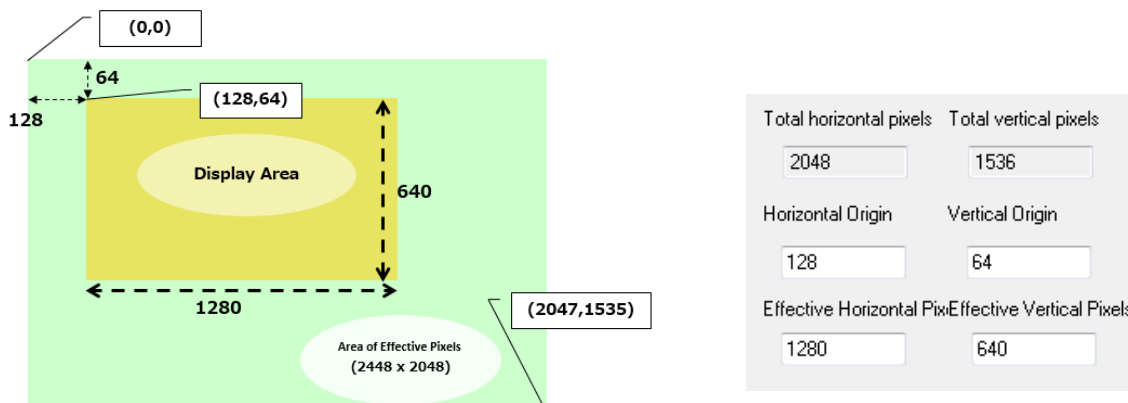 (0,0)
64
128
(128,64)
Display Area
640
1280
(2047,1535)
Area of Effective Pixels
(2448 x 2048)
Total horizontal pixels
Total vertical pixels
2048
1536
Horizontal Origin
Vertical Origin
128
64
Effective Horizontal Pix
Effective Vertical Pixels
1280
640